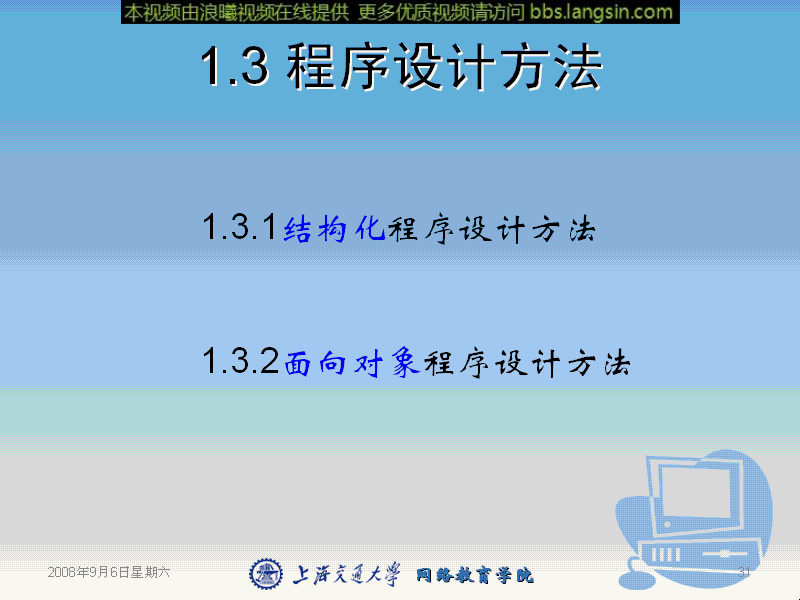 本视频由浪曦视频在线提供 更多优质视频请访问 bbs.langsin.com
1.3 程序设计方法
1.3.1结构化程序设计方法
1.3.2面向对象程序设计方法
2008年9月6日星期六
上海交通大学 网络教育学院
31